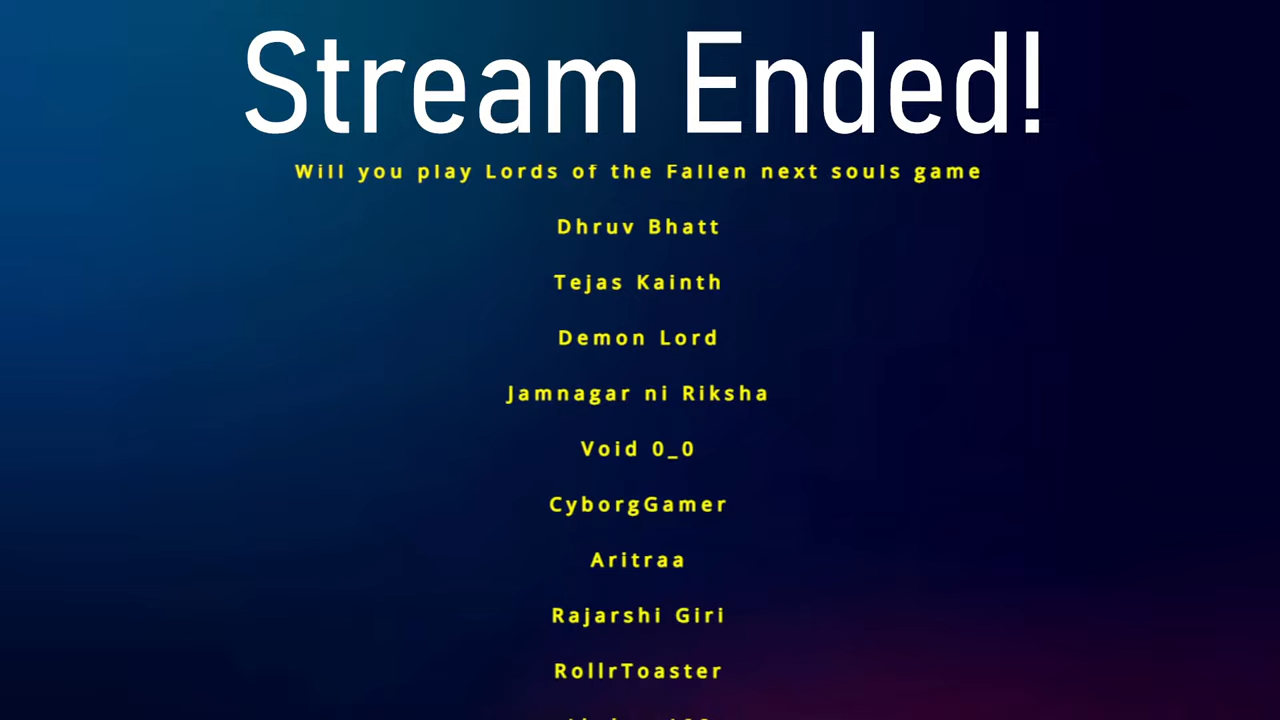 Stream Ended!
Will you play Lords of the Fallen next souls game
Dhruv Bhatt
Tejas Kainth
Demon Lord
Jamnagar ni Riksha
Void 0_0
CyborgGamer
Aritraa
Rajarshi Giri
RollrToaster